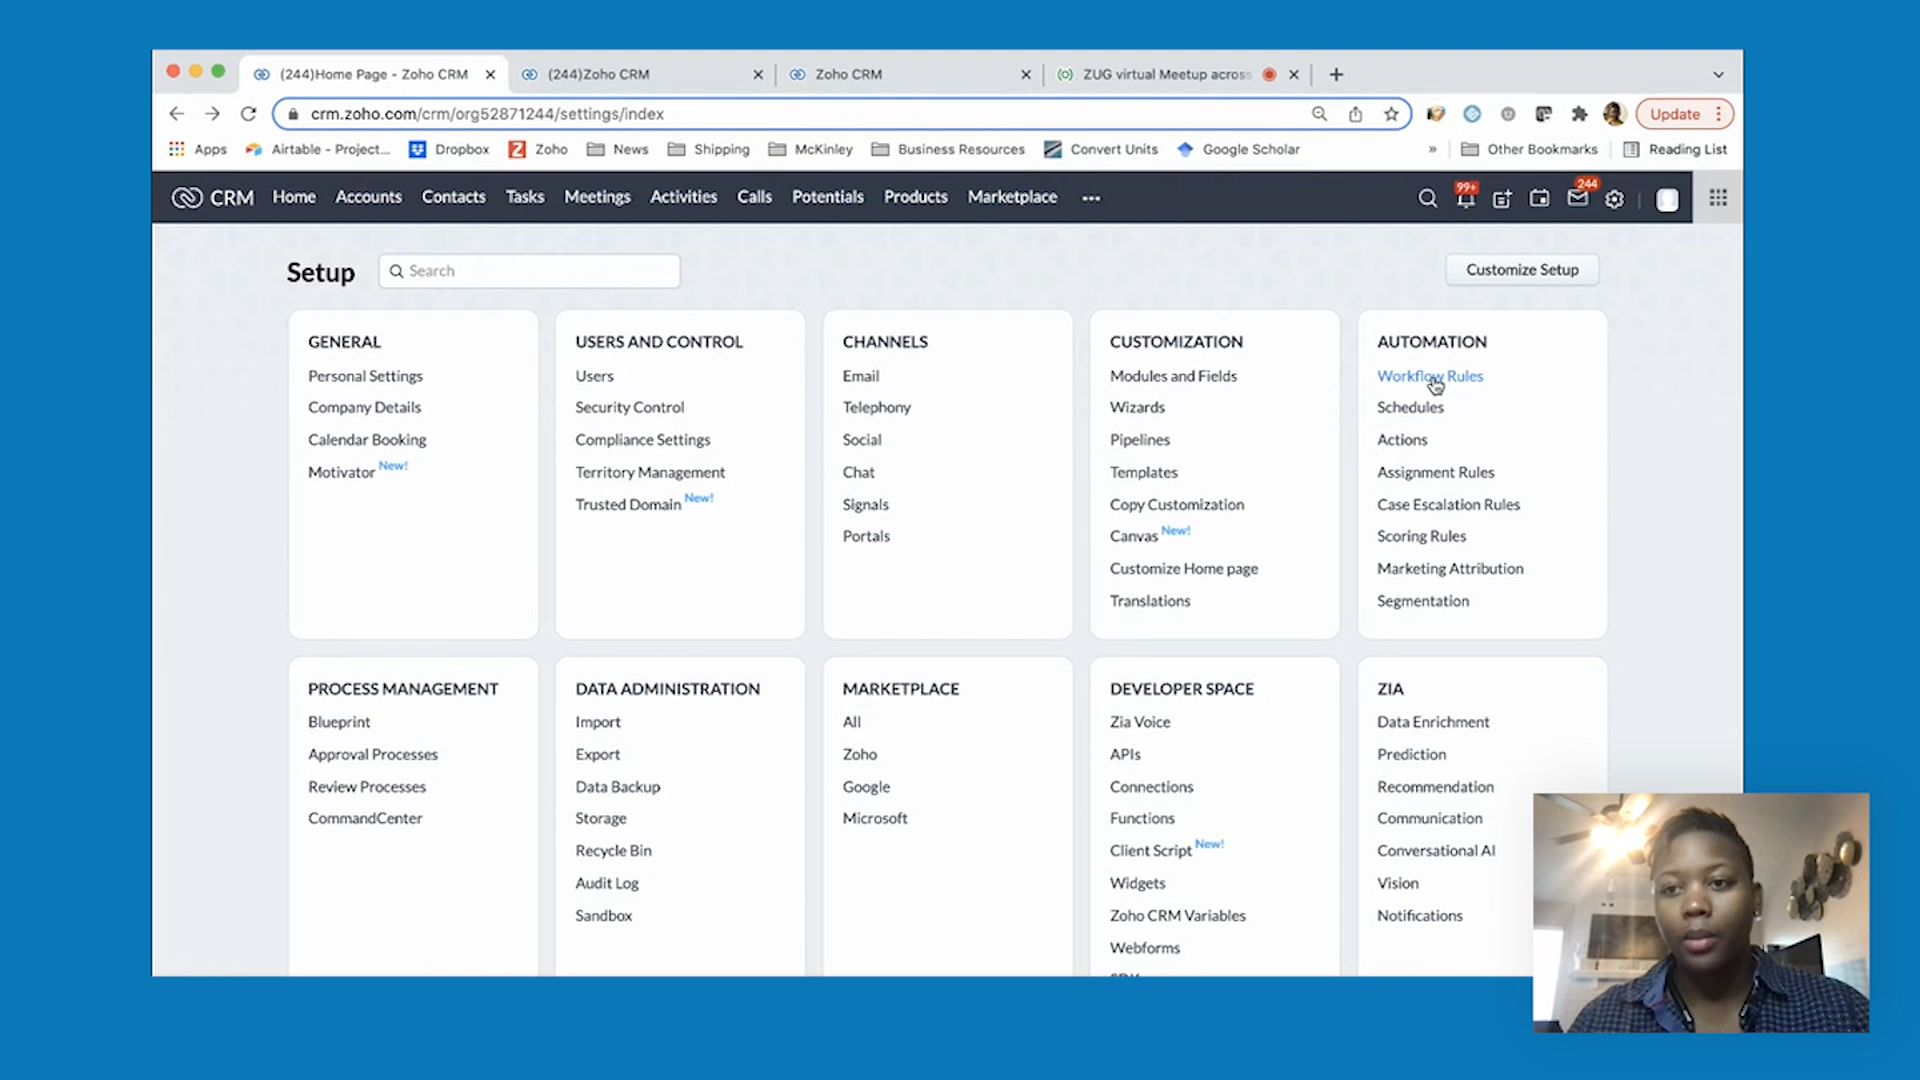 (244)Home Page - Zoho CRM
(244)Zoho CRM
Zoho CRM
ZUG virtual Meetup across
crm.zoho.com/crm/org52871244/settings/index
Update
Apps
Airtable - Project...
Dropbox
Zoho
News
Shipping
McKinley
Business Resources
Convert Units
Google Scholar
»
Other Bookmarks
Reading List
CRM
Home
Accounts
Contacts
Tasks
Meetings
Activities
Calls
Potentials
Products
Marketplace
...
99+
244
Setup
Search
Customize Setup
GENERAL
Personal Settings
Company Details
Calendar Booking
Motivator New!
USERS AND CONTROL
Users
Security Control
Compliance Settings
Territory Management
Trusted Domain New!
CHANNELS
Email
Telephony
Social
Chat
Signals
Portals
CUSTOMIZATION
Modules and Fields
Wizards
Pipelines
Templates
Copy Customization
Canvas New!
Customize Home page
Translations
AUTOMATION
Workflow Rules
Schedules
Actions
Assignment Rules
Case Escalation Rules
Scoring Rules
Marketing Attribution
Segmentation
PROCESS MANAGEMENT
Blueprint
Approval Processes
Review Processes
CommandCenter
DATA ADMINISTRATION
Import
Export
Data Backup
Storage
Recycle Bin
Audit Log
Sandbox
MARKETPLACE
All
Zoho
Google
Microsoft
DEVELOPER SPACE
Zia Voice
APIs
Connections
Functions
Client Script New!
Widgets
Zoho CRM Variables
Webforms
ZIA
Data Enrichment
Prediction
Recommendation
Communication
Conversational AI
Vision
Notifications